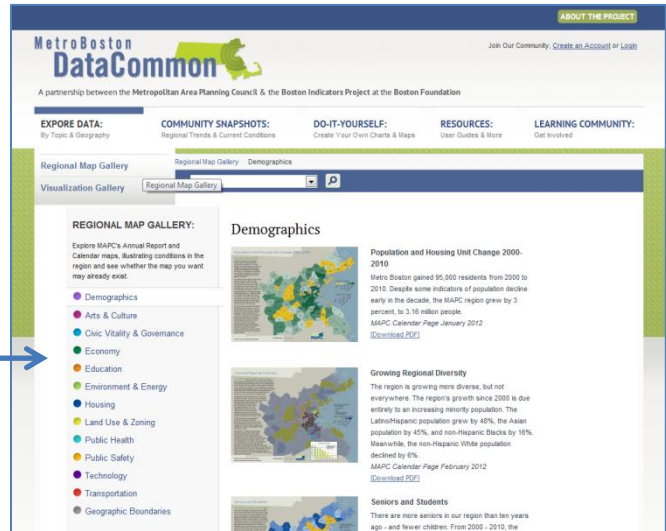 ABOUT THE PROJECT
MetroBoston
DataCommon
Join Our Community, Create an Account or Login
A partnership between the Metropolitan Area Planning Council & the Boston Indicators Project at the Boston Foundation
EXPORE DATA:
By Topic & Geography
COMMUNITY SNAPSHOTS:
Regional Trends & Current Conditions
DO-IT-YOURSELF:
Create Your Own Charts & Maps
RESOURCES:
User Guides & More
LEARNING COMMUNITY:
Get Involved
Regional Map Gallery
Visualization Gallery
Regional Map Gallery
Regional Map Gallery Demographics
REGIONAL MAP GALLERY:
Explore MAPC's Annual Report and
Calendar maps, illustrating conditions in the
region and see whether the map you want
may already exist.
Demographics
Arts & Culture
Civic Vitality & Governance
Economy
Education
Environment & Energy
Housing
Land Use & Zoning
Public Health
Public Safety
Technology
Transportation
Geographic Boundaries
Demographics
Population and Housing Unit Change 2000-
2010
Metro Boston gained 95,000 residents from 2000 to
2010. Despite some indicators of population decline
early in the decade, the MAPC region grew by 3
percent, to 3.16 million people.
MAPC Calendar Page January 2012
[Download PDF]
Growing Regional Diversity
The region is growing more diverse, but not
everywhere. The region's growth since 2000 is due
entirely to an increasing minority population. The
Latino/Hispanic population grew by 48%, the Asian
population by 45%, and non-Hispanic Blacks by 16%.
Meanwhile, the non-Hispanic White population
declined by 6%.
MAPC Calendar Page February 2012
[Download PDF]
Seniors and Students
There are more seniors in our region than ten years
ago - and fewer children. From 2000 - 2010, the